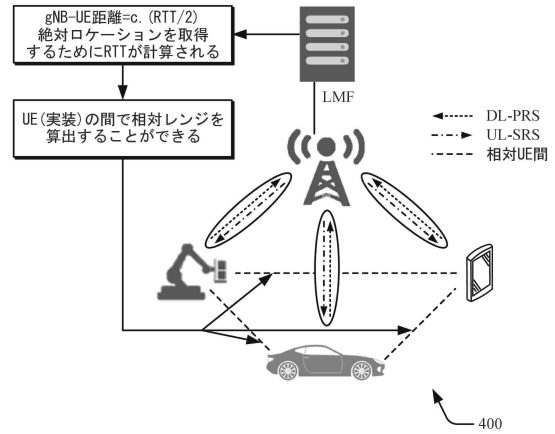 gNB-UE距離=c.(RTT/2)
絶対ロケーションを取得
するためにRTTが計算される
UE(実装)の間で相対レンジを
算出することができる
LMF
DL-PRS
UL-SRS
相対UE間
400